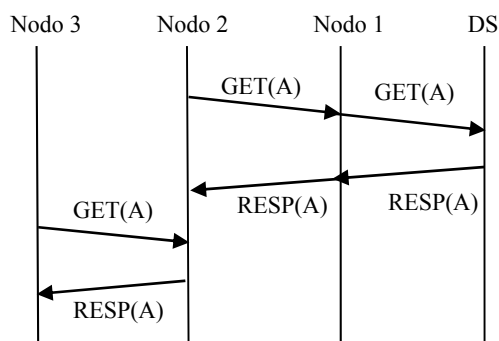 Nodo 3 Nodo 2 Nodo 1 DS
GET(A) GET(A)
RESP(A) RESP(A)
GET(A)
RESP(A)